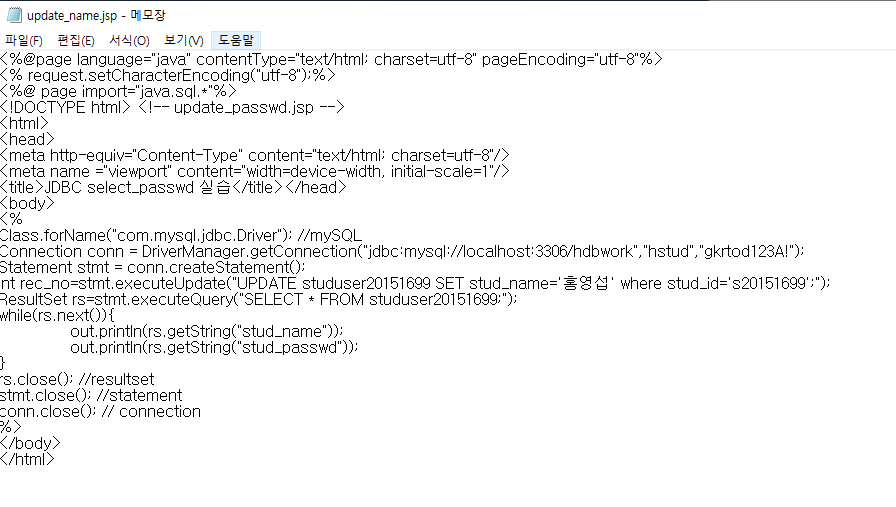 update_name.jsp - 메모장
파일(F) 편집(E) 서식(O) 보기(V) 도움말
<%@page language="java" contentType="text/html; charset=utf-8" pageEncoding="utf-8"%>
<% request.setCharacterEncoding("utf-8");%>
<%@ page import="java.sql.*"%>
<!DOCTYPE html> <!-- update_passwd.jsp -->
<html>
<head>
<meta http-equiv="Content-Type" content="text/html; charset=utf-8"/>
<meta name ="viewport" content="width=device-width, initial-scale=1"/>
<title>JDBC select_passwd 실습</title></head>
<body>
<%
Class.forName("com.mysql.jdbc.Driver"); //mySQL
Connection conn = DriverManager.getConnection("jdbc:mysql://localhost:3306/hdbwork","hstud","gkrtod123A!");
Statement stmt = conn.createStatement();
int rec_no=stmt.executeUpdate("UPDATE studuser20151699 SET stud_name='홍영섭' where stud_id='s20151699';");
ResultSet rs=stmt.executeQuery("SELECT * FROM studuser20151699;");
while(rs.next()){
out.println(rs.getString("stud_name"));
out.println(rs.getString("stud_passwd"));
}
rs.close(); //resultset
stmt.close(); //statement
conn.close(); // connection
%>
</body>
</html>